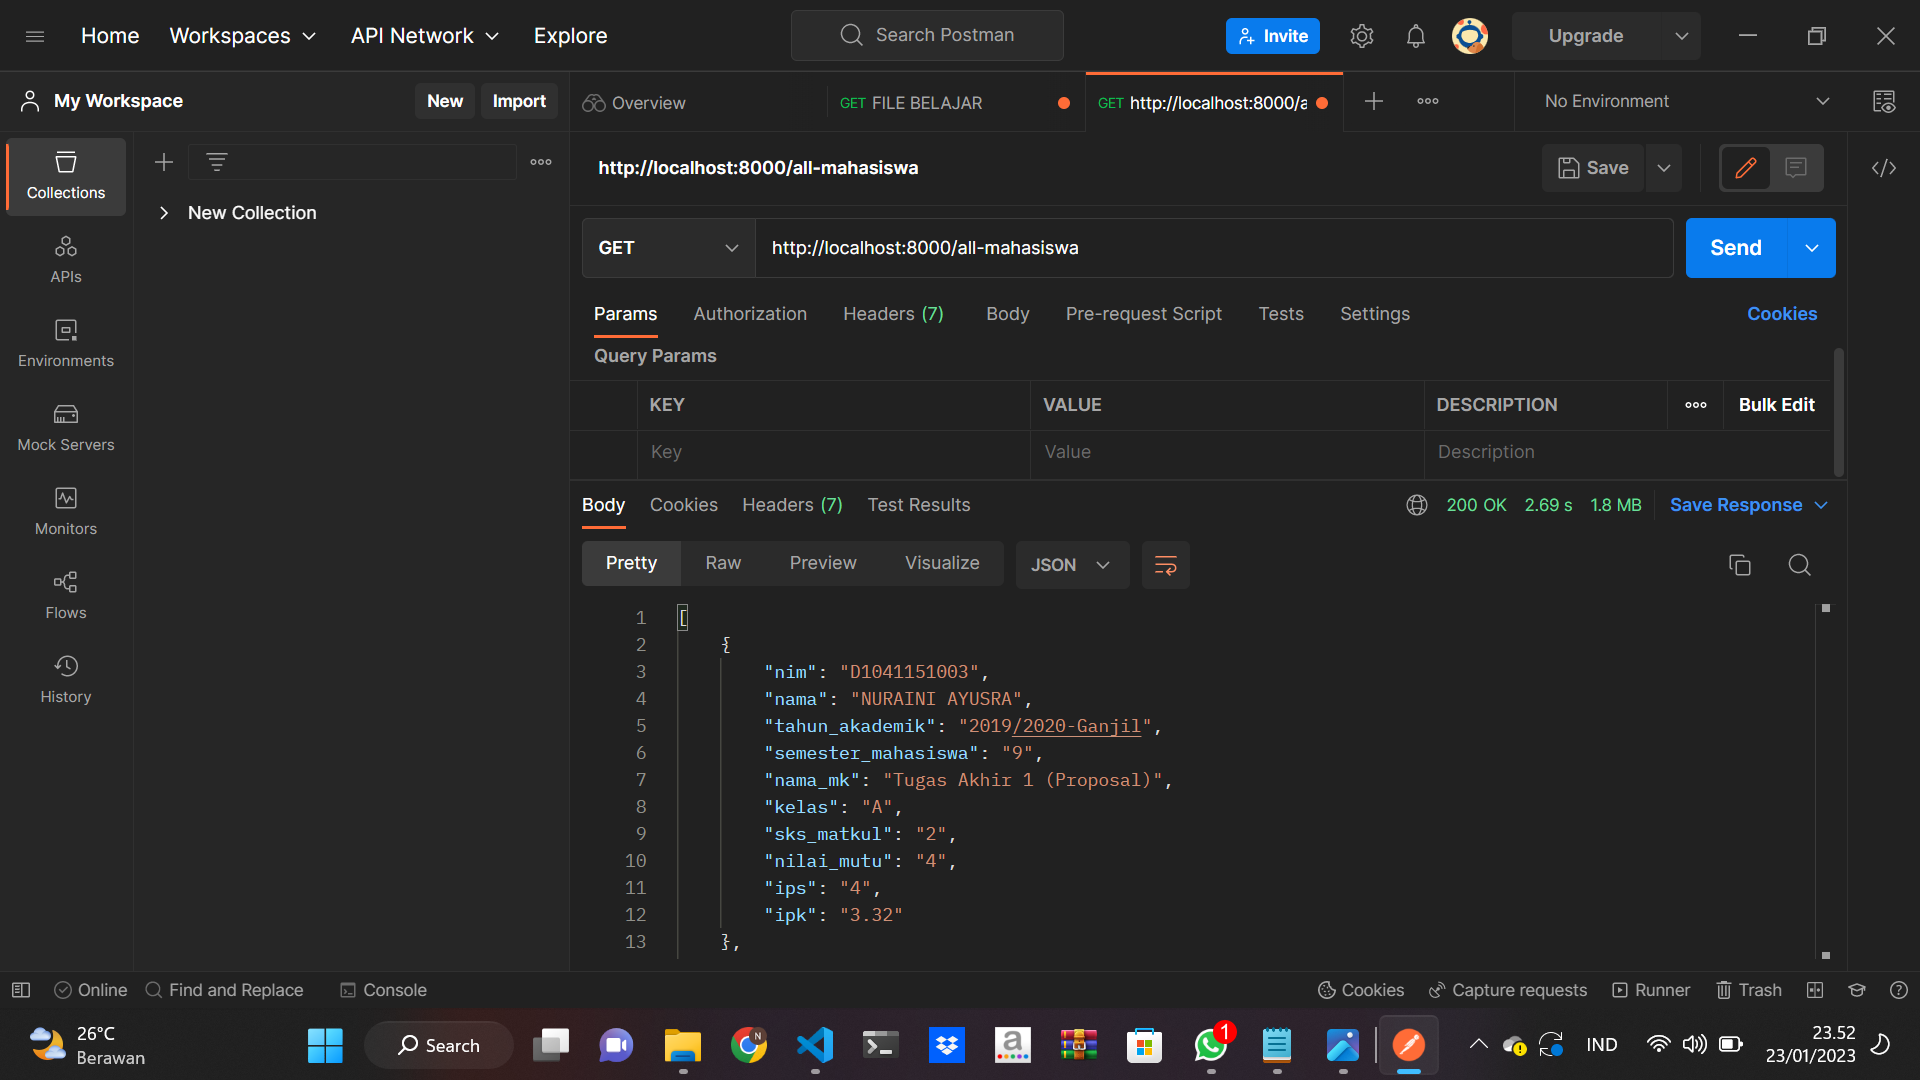 Home Workspaces API Network Explore Search Postman Invite Upgrade
My Workspace New Import Overview GET FILE BELAJAR GET http://localhost:8000/a No Environment
Collections
New Collection
APIs
Environments
Mock Servers
Monitors
Flows
History
http://localhost:8000/all-mahasiswa Save
GET http://localhost:8000/all-mahasiswa Send
Params Authorization Headers (7) Body Pre-request Script Tests Settings Cookies
Query Params
KEY VALUE DESCRIPTION Bulk Edit
Key Value Description
Body Cookies Headers (7) Test Results 200 OK 2.69 s 1.8 MB Save Response
Pretty Raw Preview Visualize JSON
1 [
2 {
3 "nim": "D1041151003",
4 "nama": "NURAINI AYUSRA",
5 "tahun_akademik": "2019/2020-Ganjil",
6 "semester_mahasiswa": "9",
7 "nama_mk": "Tugas Akhir 1 (Proposal)",
8 "kelas": "A",
9 "sks_matkul": "2",
10 "nilai_mutu": "4",
11 "ips": "4",
12 "ipk": "3.32"
13 },
Online Find and Replace Console Cookies Capture requests Runner Trash
26°C
Berawan
Search
N
a
1
IND
23.52
23/01/2023